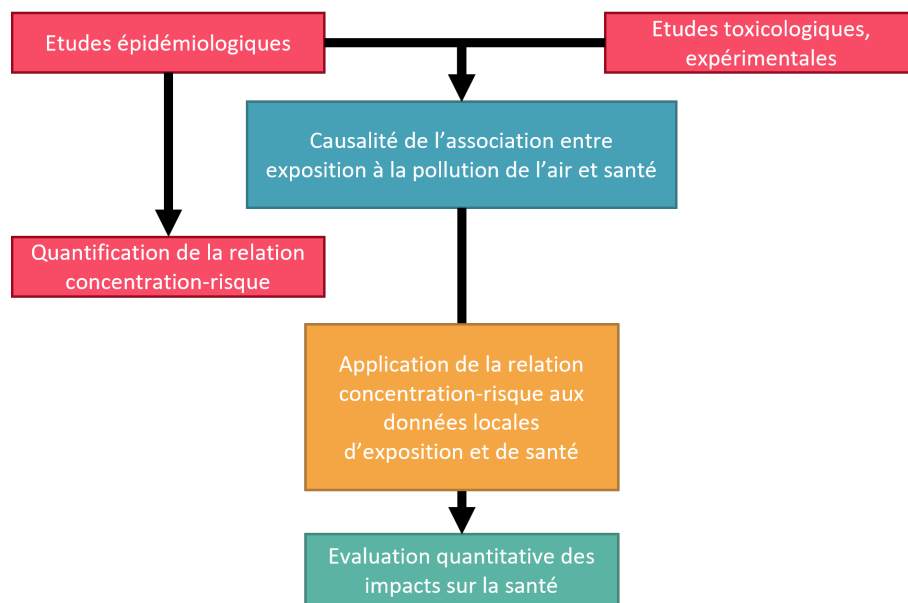 Etudes épidémiologiques
Etudes toxicologiques,
expérimentales
Causalité de l’association entre
exposition à la pollution de l’air et santé
Quantification de la relation
concentration-risque
Application de la relation
concentration-risque aux
données locales
d’exposition et de santé
Evaluation quantitative des
impacts sur la santé